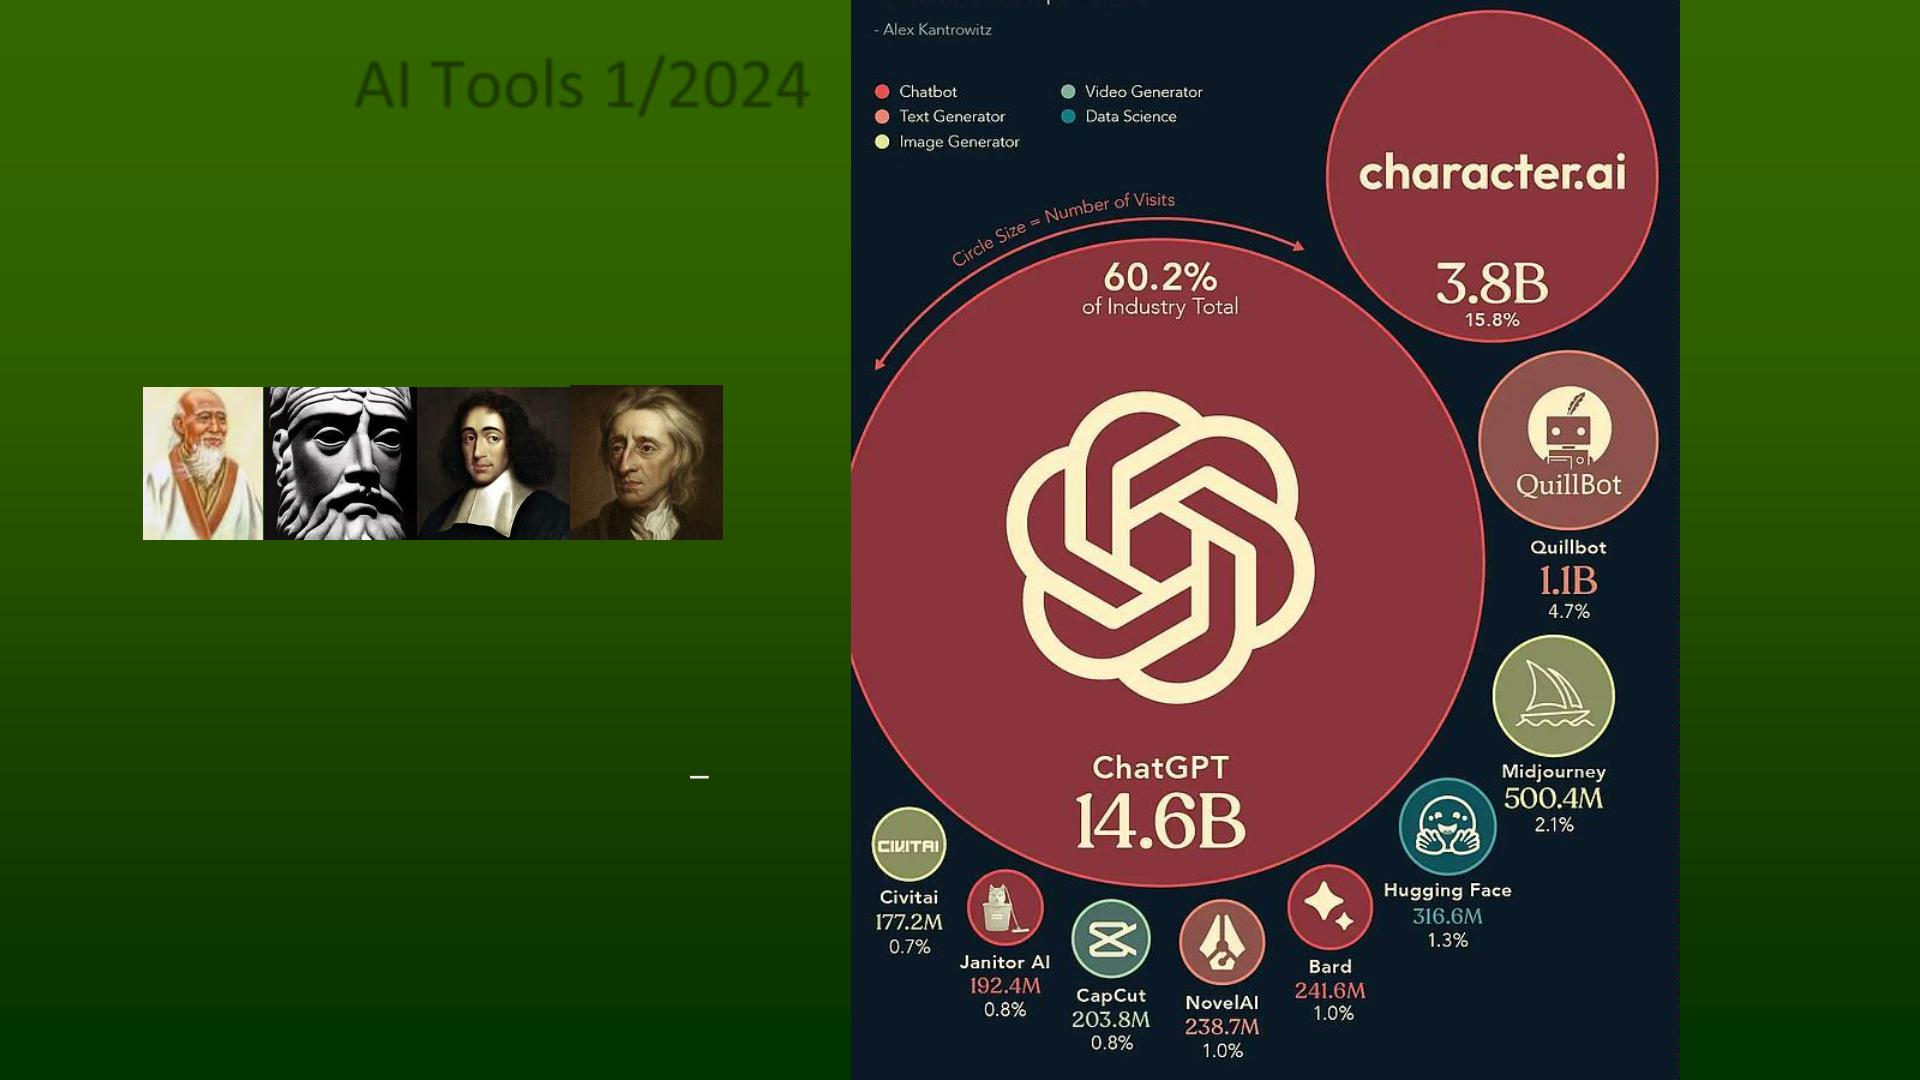 AI Tools 1/2024
- Alex Kantrowitz
Chatbot
Text Generator
Image Generator
Video Generator
Data Science
Circle Size = Number of Visits
character.ai
3.8B
15.8%
60.2%
of Industry Total
ChatGPT
14.6B
QuillBot
Quillbot
1.1B
4.7%
Midjourney
500.4M
2.1%
Hugging Face
316.6M
1.3%
Bard
241.6M
1.0%
NovelAI
238.7M
1.0%
CapCut
203.8M
0.8%
Janitor AI
192.4M
0.8%
CIVITAI
Civitai
177.2M
0.7%
–